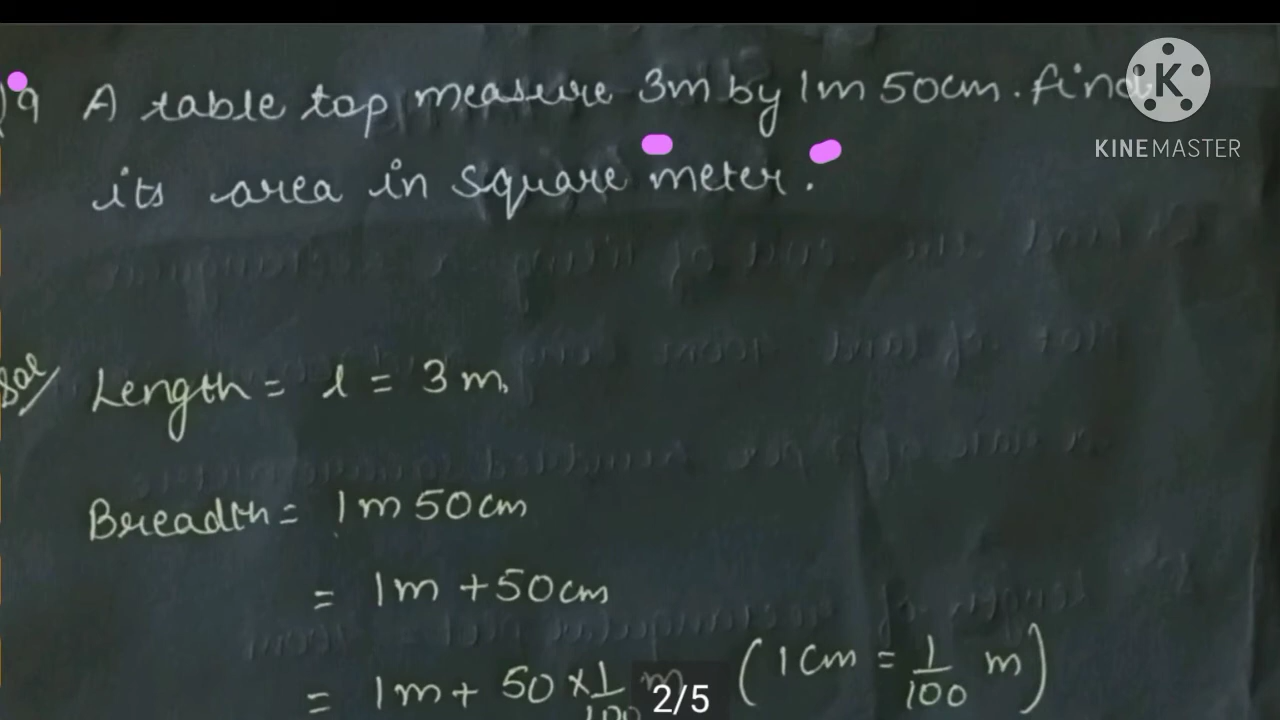 Q9 A table top measure 3m by 1m 50cm. find
its area in square meter.
K
KINEMASTER
Sol/ Length = l = 3m
Breadth = 1m 50cm
= 1m + 50cm
= 1m + 50 × 1/100 m (1cm = 1/100 m)
2/5